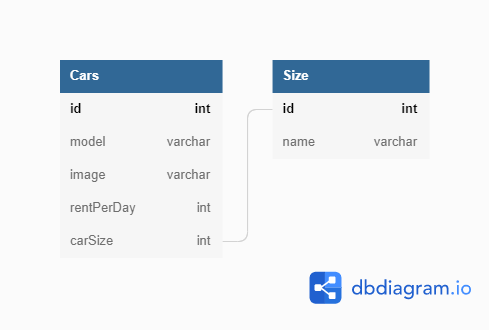 Cars
id int
model varchar
image varchar
rentPerDay int
carSize int
Size
id int
name varchar
dbdiagram.io